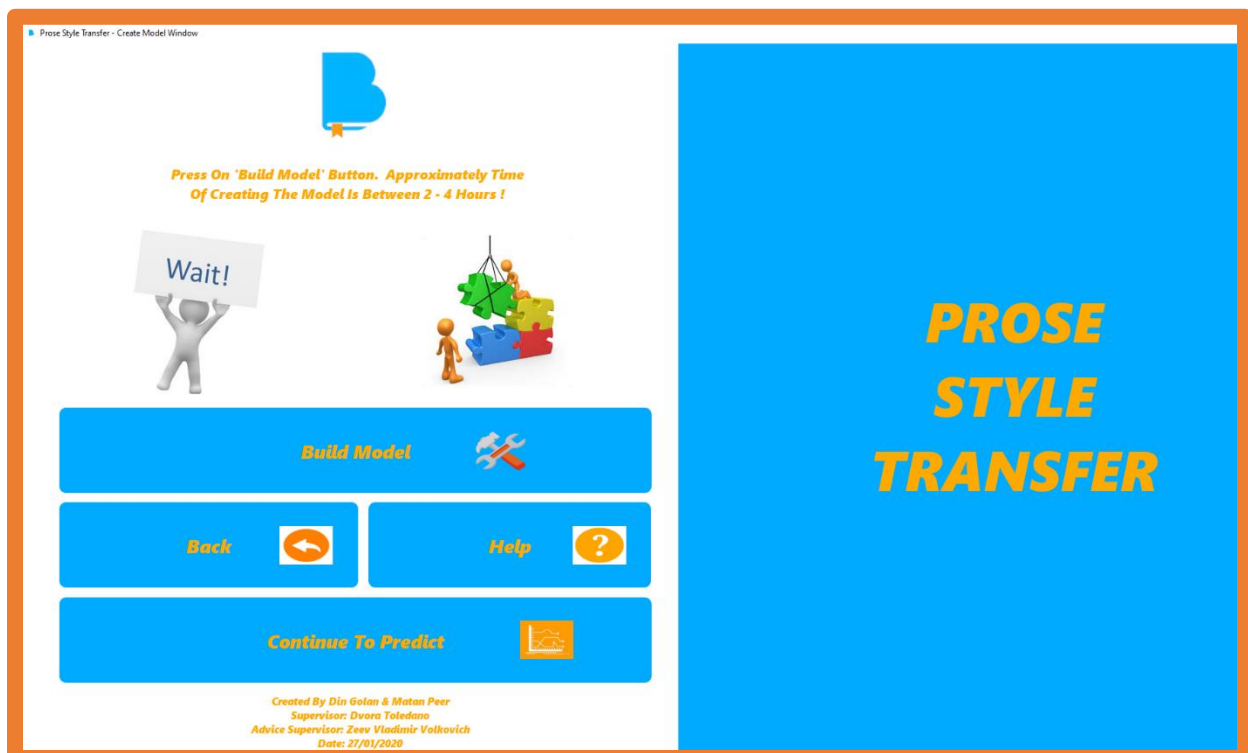 Prose Style Transfer - Create Model Window
Press On 'Build Model' Button. Approximately Time
Of Creating The Model Is Between 2 - 4 Hours !
Wait!
Build Model
Back
Help
?
Continue To Predict
Created By Din Golan & Matan Peer
Supervisor: Dvora Toledano
Advice Supervisor: Zeev Vladimir Volkovich
Date: 27/01/2020
PROSE
STYLE
TRANSFER